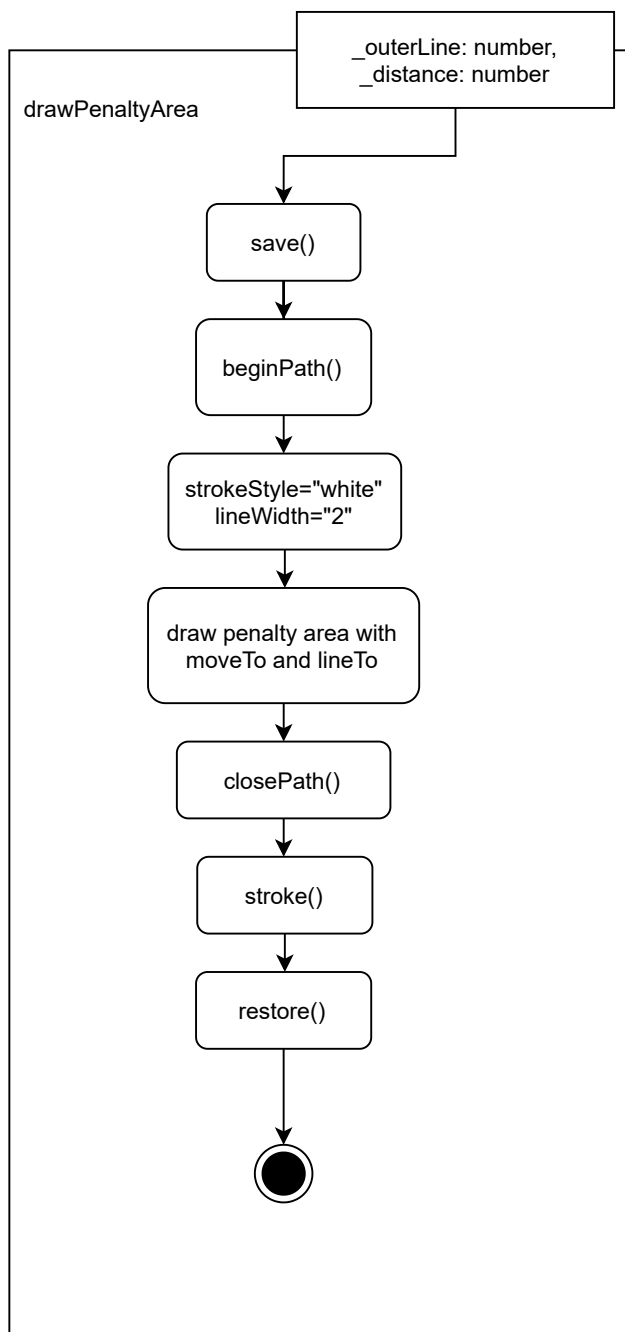 _outerLine: number,
_distance: number
drawPenaltyArea
save()
beginPath()
strokeStyle="white"
lineWidth="2"
draw penalty area with
moveTo and lineTo
closePath()
stroke()
restore()